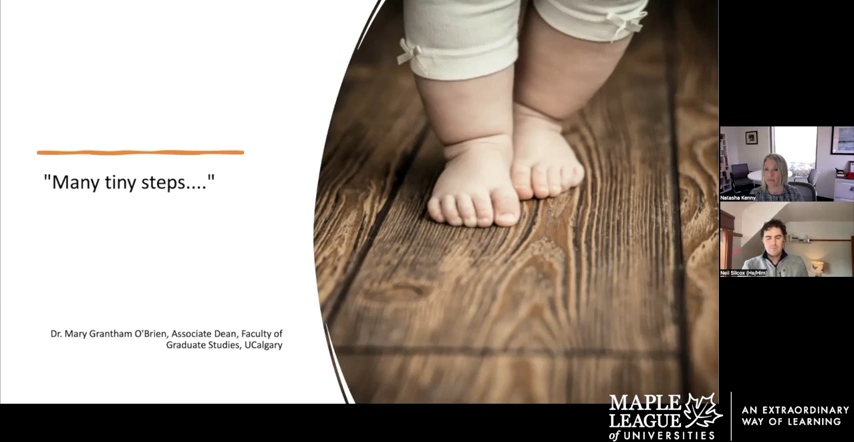 "Many tiny steps...."
Dr. Mary Grantham O'Brien, Associate Dean, Faculty of
Graduate Studies, UCalgary
Natasha Kenny
Neil Silcox (He/Him)
MAPLE
LEAGUE
of UNIVERSITIES
AN EXTRAORDINARY
WAY OF LEARNING